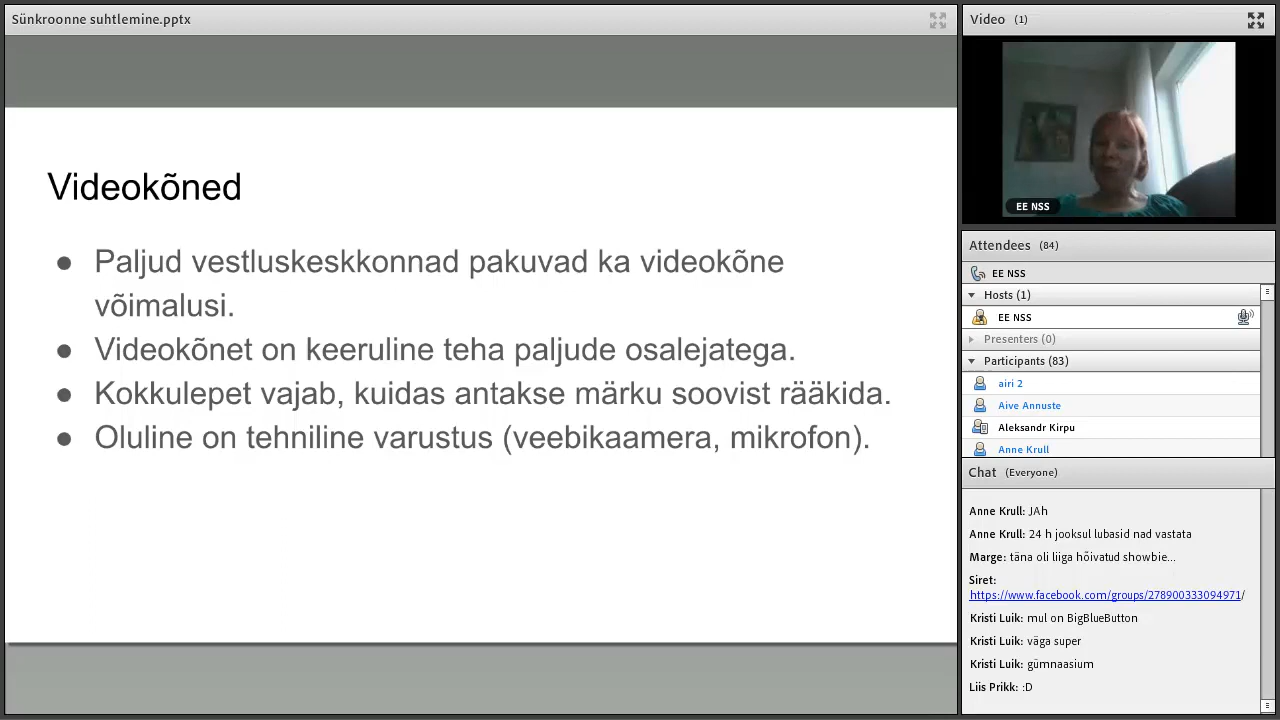 Sünkroonne suhtlemine.pptx
Videokõned
● Paljud vestluskeskkonnad pakuvad ka videokõne
võimalusi.
● Videokõnet on keeruline teha paljude osalejatega.
● Kokkulepet vajab, kuidas antakse märku soovist rääkida.
● Oluline on tehniline varustus (veebikaamera, mikrofon).
Video (1)
EE NSS
Attendees (84)
EE NSS
Hosts (1)
EE NSS
Presenters (0)
Participants (83)
airi 2
Aive Annuste
Aleksandr Kirpu
Anne Krull
Chat (Everyone)
Anne Krull: JAh
Anne Krull: 24 h jooksul lubasid nad vastata
Marge: täna oli liiga hõivatud showbie...
Siret:
https://www.facebook.com/groups/278900333094971/
Kristi Luik: mul on BigBlueButton
Kristi Luik: väga super
Kristi Luik: gümnaasium
Liis Prikk: :D